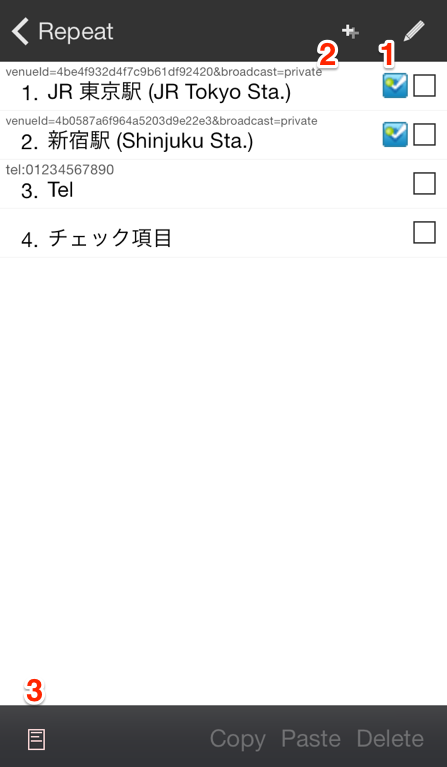 Repeat
2
1
venueId=4be4f932d4f7c9b61df92420&broadcast=private
1. JR 東京駅 (JR Tokyo Sta.)
venueId=4b0587a6f964a5203d9e22e3&broadcast=private
2. 新宿駅 (Shinjuku Sta.)
tel:01234567890
3. Tel
4. チェック項目
3
Copy Paste Delete